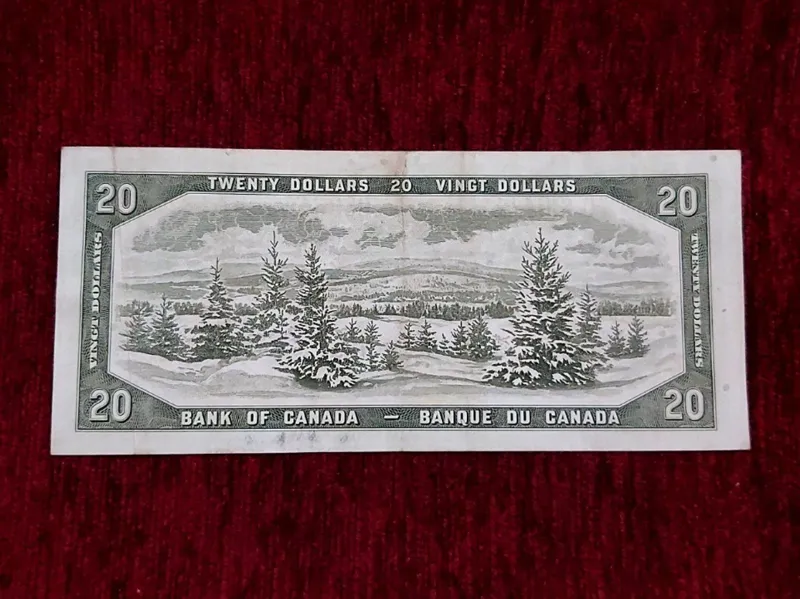 20 TWENTY DOLLARS 20 VINGT DOLLARS 20
VINGT DOLLARS
TWENTY DOLLARS
20 BANK OF CANADA – BANQUE DU CANADA 20